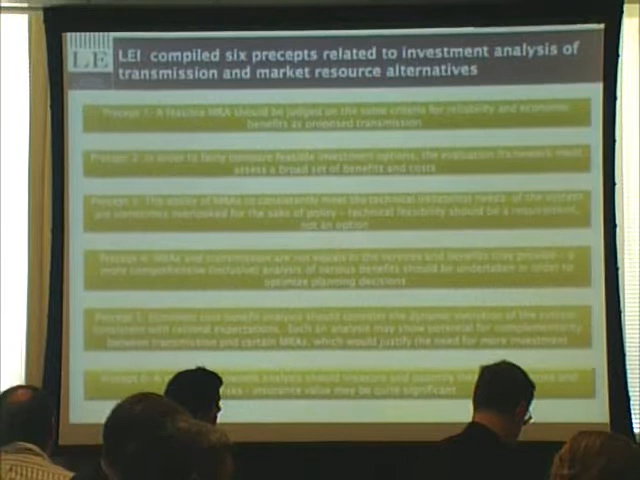 LE
LEI compiled six precepts related to investment analysis of
transmission and market resource alternatives
Precept 1: A feasible MRA should be judged on the same criteria for reliability and economic
benefits as proposed transmission
Precept 2: In order to fairly compare feasible investment options, the evaluation framework must
assess a broad set of benefits and costs
Precept 3: The ability of MRAs to consistently meet the technical needs of the system
are sometimes overlooked for the sake of policy - technical feasibility should be a requirement,
not an option
Precept 4: MRAs and transmission are not equals in the services and benefits they provide - a
more comprehensive (inclusive) analysis of various benefits should be undertaken in order to
optimize planning decisions
Precept 5: Economic cost-benefit analysis should consider the dynamic of the system
consistent with rational expectations. Such an analysis may show potential for complementarity
between transmission and certain MRAs, which would justify the need for more investment
Precept 6: A benefit analysis should measure and and
risks - insurance value may be quite significant